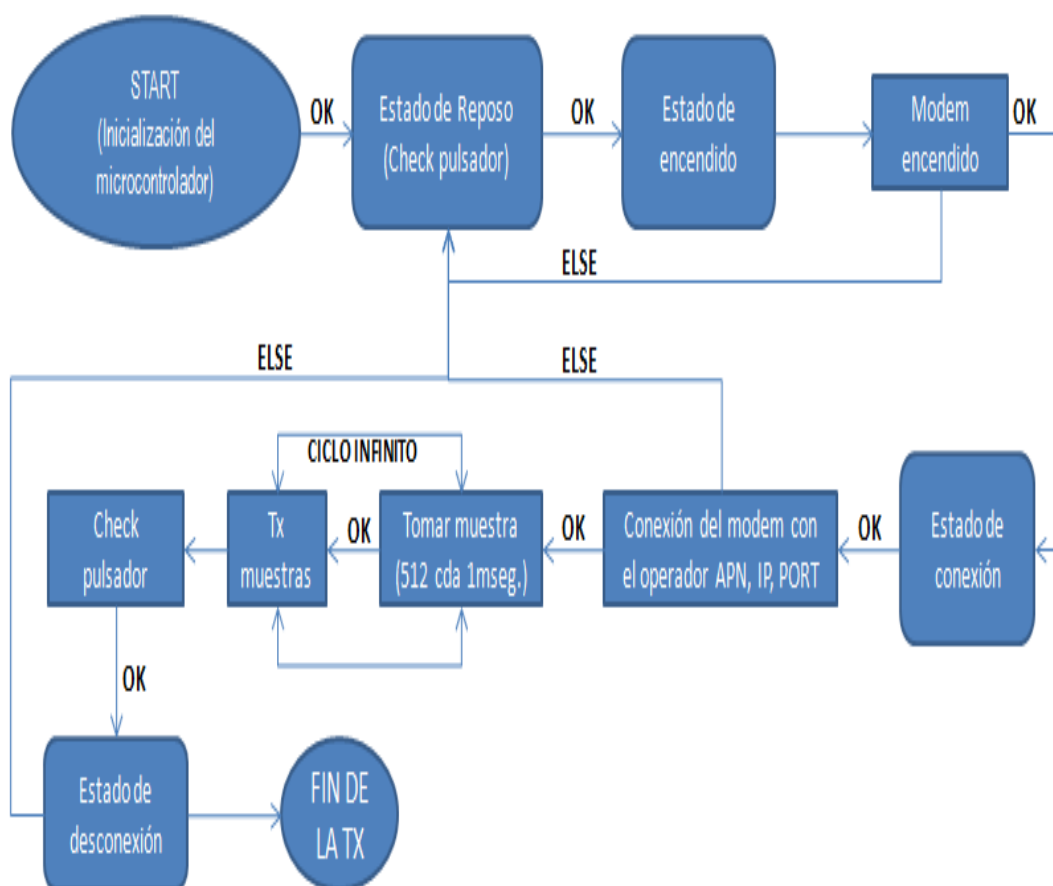 START
(Inicialización del
microcontrolador)
OK
Estado de Reposo
(Check pulsador)
OK
Estado de
encendido
Modem
encendido
OK
ELSE
ELSE
ELSE
CICLO INFINITO
Check
pulsador
Tx
muestras
OK
Tomar muestra
(512 cda 1mseg.)
OK
Conexión del modem con
el operador APN, IP, PORT
OK
Estado de
conexión
OK
Estado de
desconexión
FIN DE
LA TX